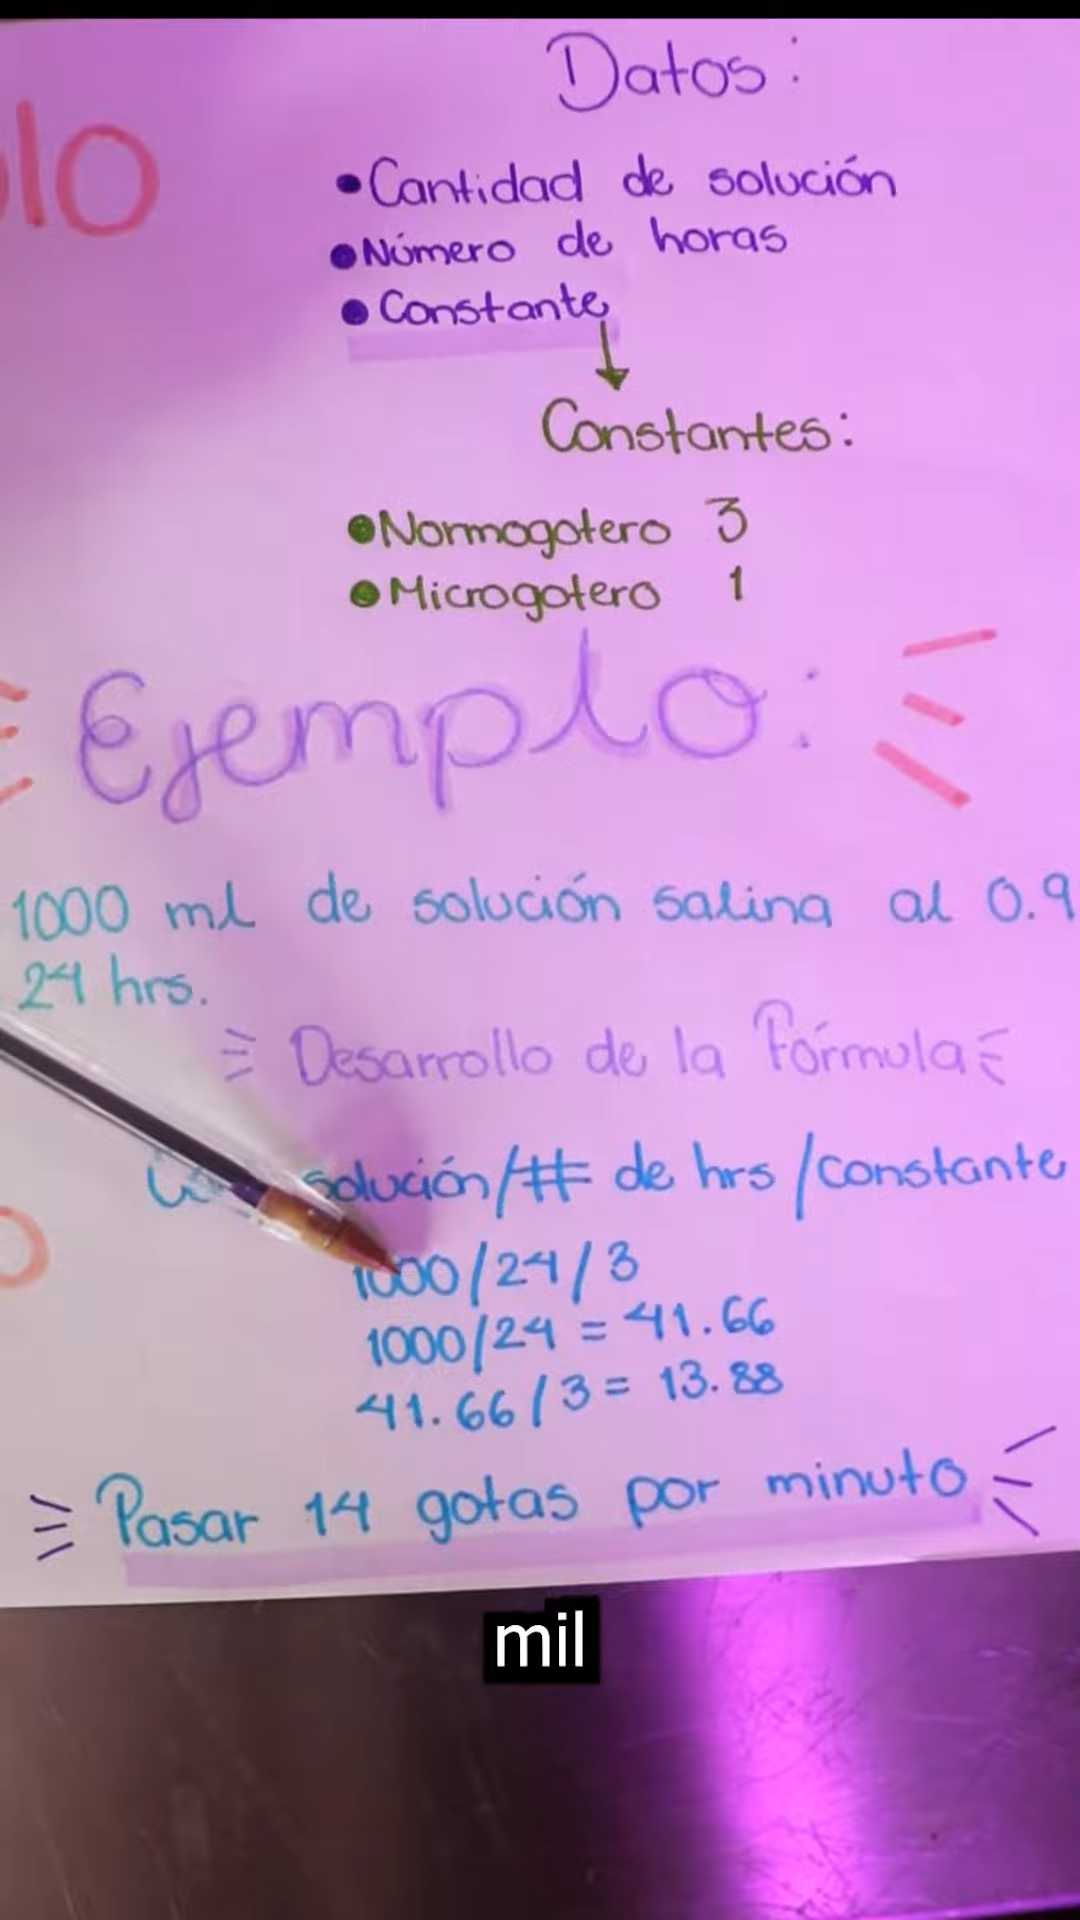 Datos:
lo
•Cantidad de solución
•Número de horas
•Constante
Constantes:
•Normogotero 3
•Microgotero 1
Ejemplo:
1000 ml de solución salina al 0.9
24 hrs.
Desarrollo de la Fórmula
solución/# de hrs /constante
1000/24/3
1000/24 = 41.66
41.66/3= 13.88
Pasar 14 gotas por minuto
mil